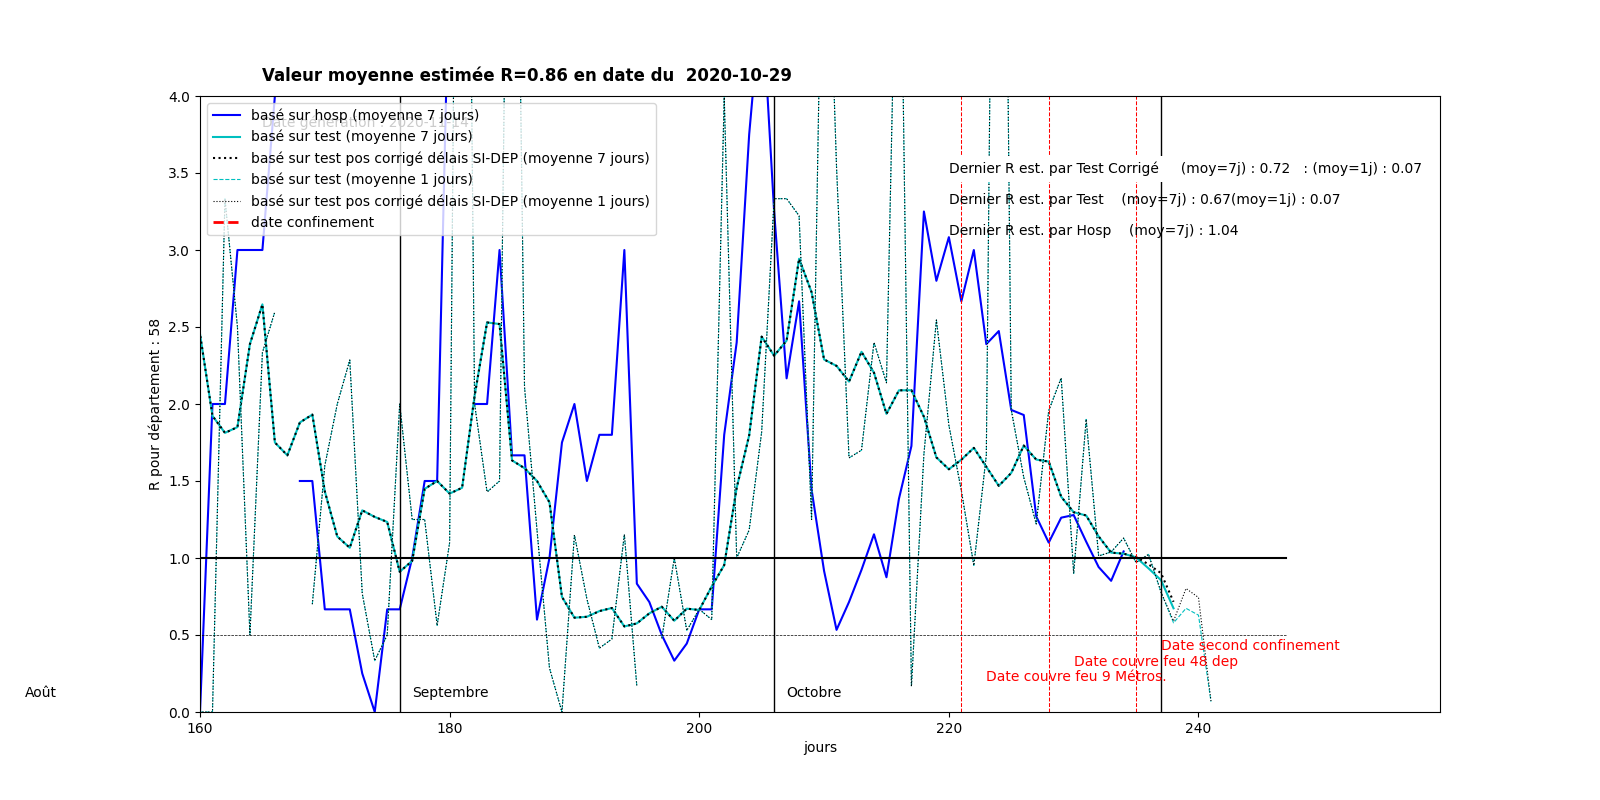 Valeur moyenne estimée R=0.86 en date du  2020-10-29
4.0
3.5
3.0
2.5
2.0
1.5
1.0
0.5
0.0
R pour département : 58
basé sur hosp (moyenne 7 jours)
basé sur test (moyenne 7 jours)
basé sur test pos corrigé délais SI-DEP (moyenne 7 jours)
basé sur test (moyenne 1 jours)
basé sur test pos corrigé délais SI-DEP (moyenne 1 jours)
date confinement
Dernier R est. par Test Corrigé (moy=7j) : 0.72 : (moy=1j) : 0.07
Dernier R est. par Test (moy=7j) : 0.67(moy=1j) : 0.07
Dernier R est. par Hosp (moy=7j) : 1.04
Date second confinement
Date couvre feu 48 dep
Date couvre feu 9 Métros.
Août
Septembre
Octobre
160
180
200
220
240
jours